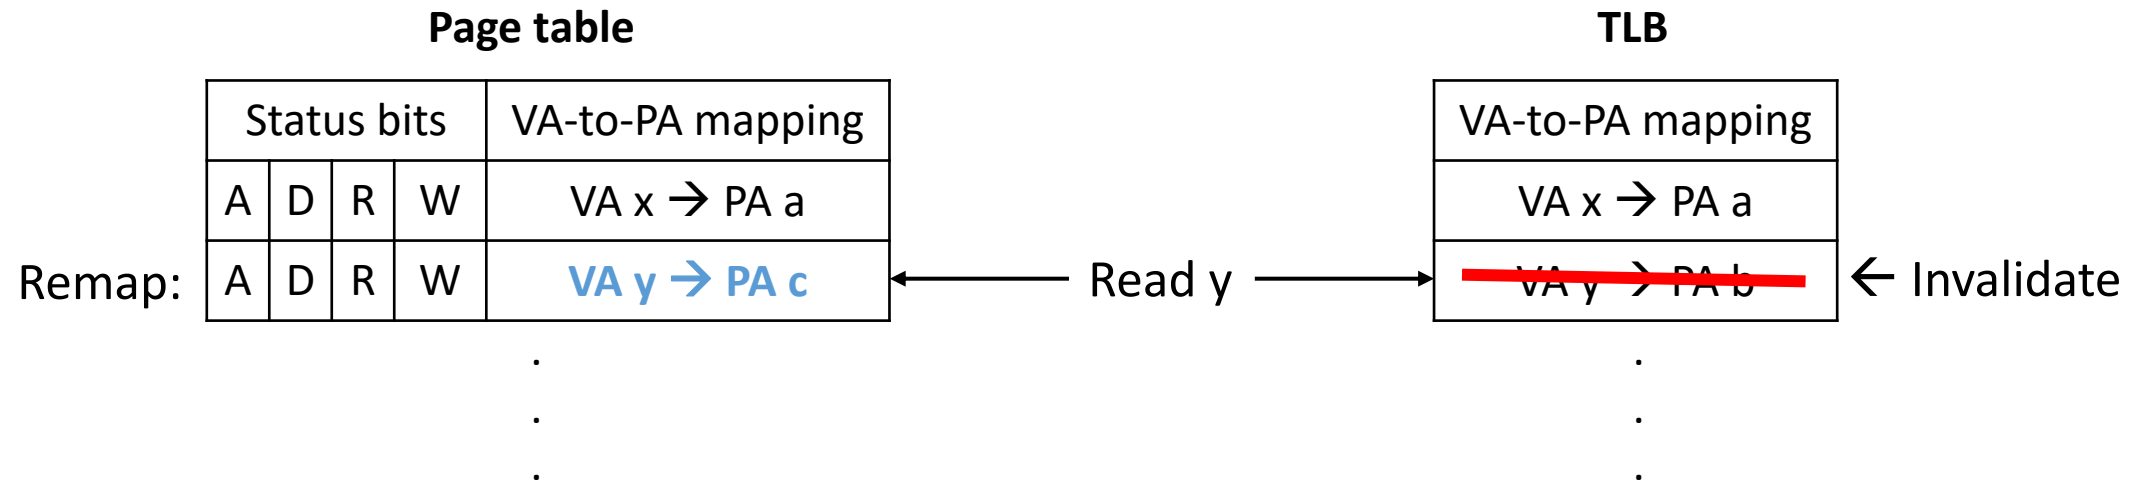 Page table
TLB
Status bits VA-to-PA mapping
VA-to-PA mapping
A D R W VA x → PA a
VA x → PA a
Remap: A D R W VA y → PA c
Read y
VA y → PA b
← Invalidate
.
.
.
.
.
.